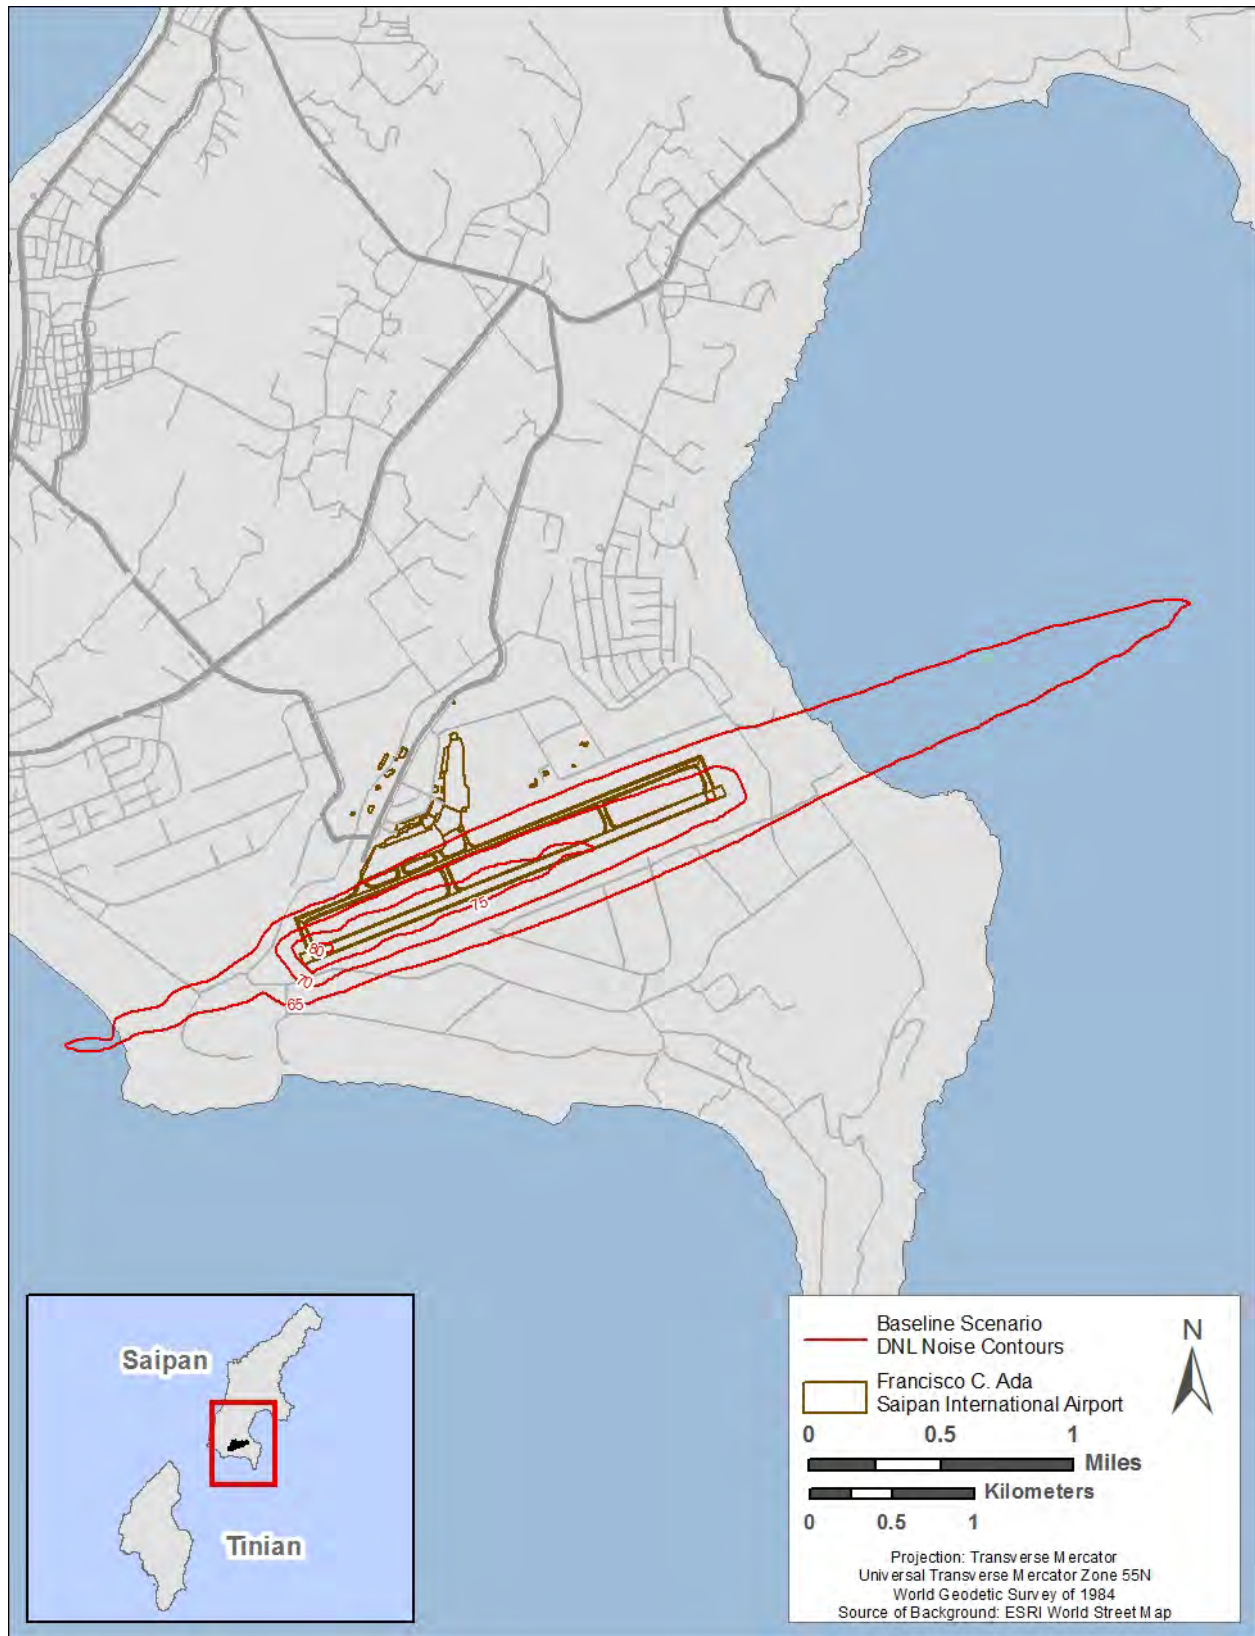 75
80
70
65
Saipan
Tinian
Baseline Scenario
DNL Noise Contours
N
Francisco C. Ada
Saipan International Airport
0 0.5 1
Miles
Kilometers
0 0.5 1
Projection: Transverse Mercator
Universal Transverse Mercator Zone 55N
World Geodetic Survey of 1984
Source of Background: ESRI World Street Map